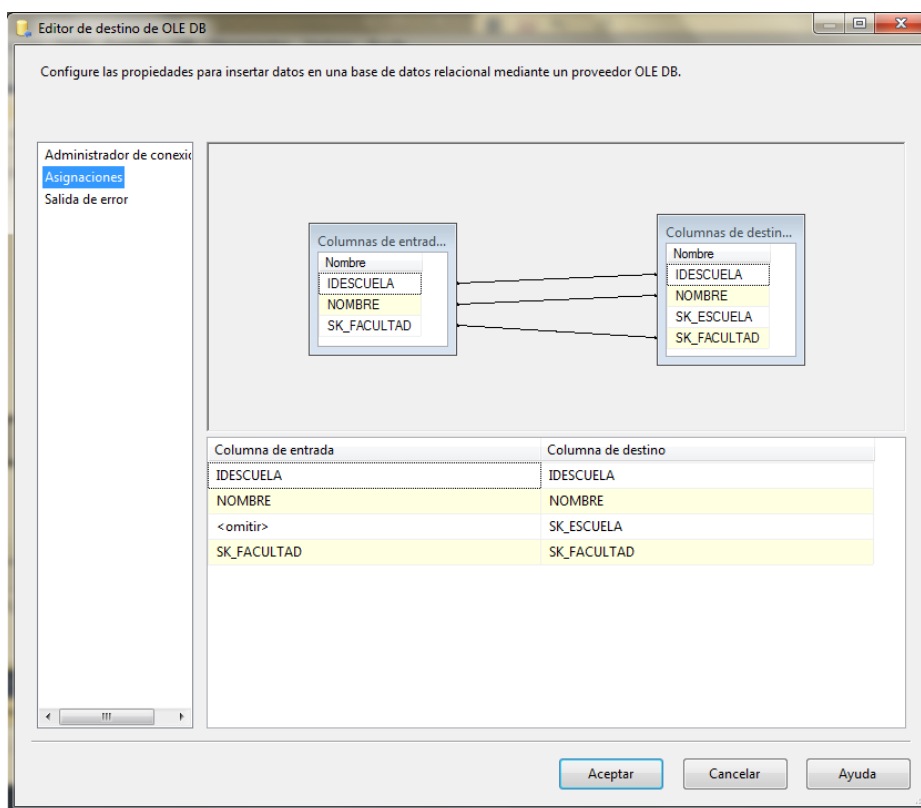 Editor de destino de OLE DB
Configure las propiedades para insertar datos en una base de datos relacional mediante un proveedor OLE DB.
Administrador de conexi
Asignaciones
Salida de error
Columnas de entrad...
Nombre
IDESCUELA
NOMBRE
SK_FACULTAD
Columnas de destin...
Nombre
IDESCUELA
NOMBRE
SK_ESCUELA
SK_FACULTAD
Columna de entrada Columna de destino
IDESCUELA IDESCUELA
NOMBRE NOMBRE
<omitir> SK_ESCUELA
SK_FACULTAD SK_FACULTAD
Aceptar Cancelar Ayuda